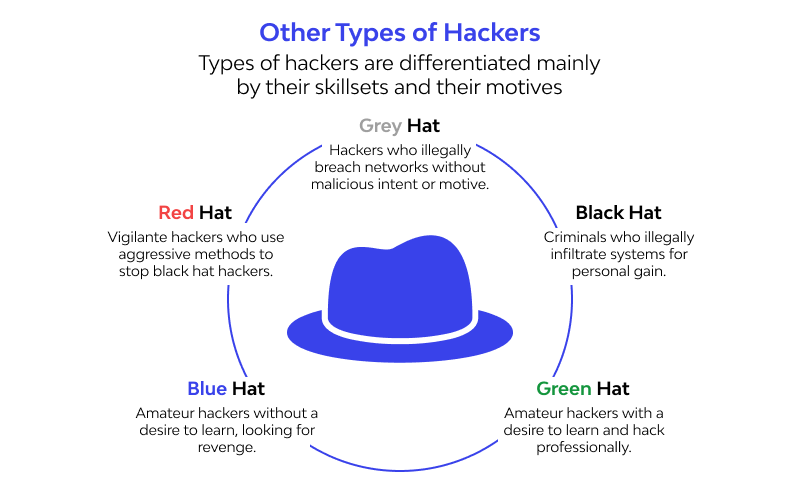 Other Types of Hackers
Types of hackers are differentiated mainly
by their skillsets and their motives
Grey Hat
Hackers who illegally
breach networks without
malicious intent or motive.
Red Hat
Vigilante hackers who use
aggressive methods to
stop black hat hackers.
Black Hat
Criminals who illegally
infiltrate systems for
personal gain.
Blue Hat
Amateur hackers without a
desire to learn, looking for
revenge.
Green Hat
Amateur hackers with a
desire to learn and hack
professionally.